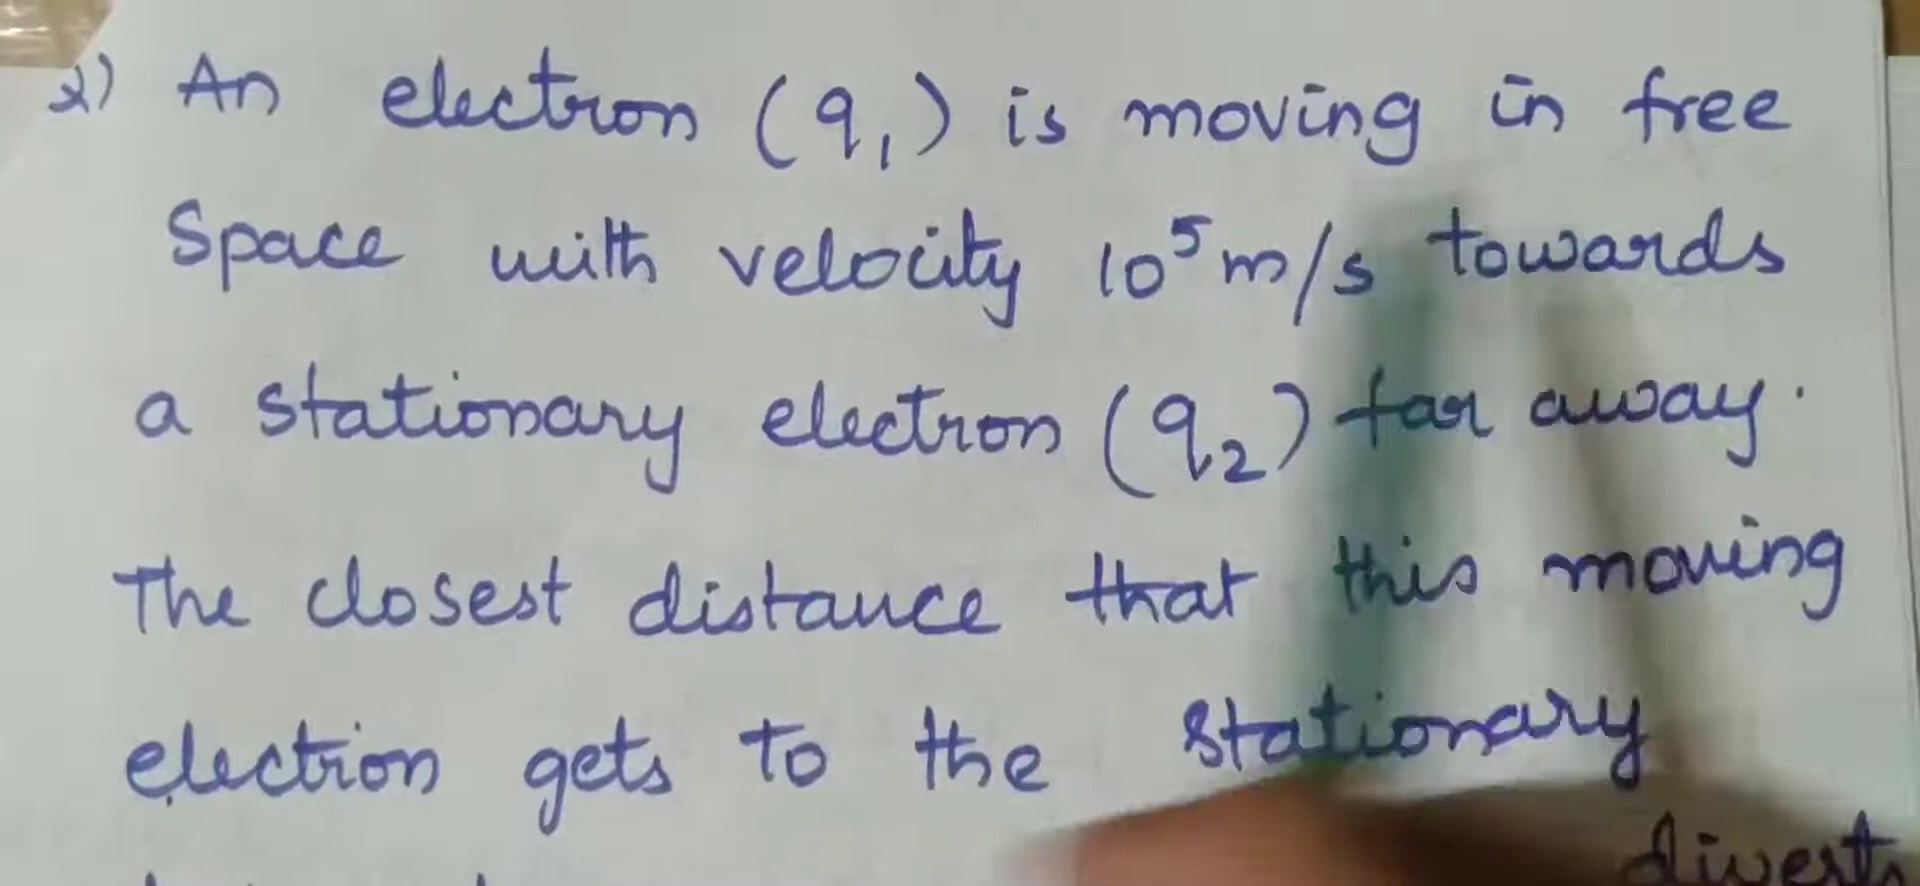 2) An electron (q₁) is moving in free
Space with velocity 10⁵ m/s towards
a stationary electron (q₂) far away.
The closest distance that this moving
electron gets to the stationary